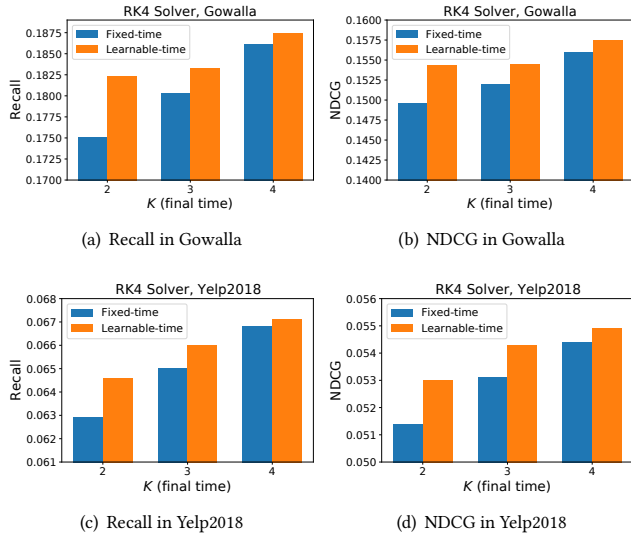 RK4 Solver, Gowalla
Fixed-time
Learnable-time
Recall
0.1875
0.1850
0.1825
0.1800
0.1775
0.1750
0.1725
0.1700
2 3 4
K (final time)
(a) Recall in Gowalla
RK4 Solver, Gowalla
Fixed-time
Learnable-time
NDCG
0.1600
0.1575
0.1550
0.1525
0.1500
0.1475
0.1450
0.1425
0.1400
2 3 4
K (final time)
(b) NDCG in Gowalla
RK4 Solver, Yelp2018
Fixed-time
Learnable-time
Recall
0.068
0.067
0.066
0.065
0.064
0.063
0.062
0.061
2 3 4
K (final time)
(c) Recall in Yelp2018
RK4 Solver, Yelp2018
Fixed-time
Learnable-time
NDCG
0.056
0.055
0.054
0.053
0.052
0.051
0.050
2 3 4
K (final time)
(d) NDCG in Yelp2018